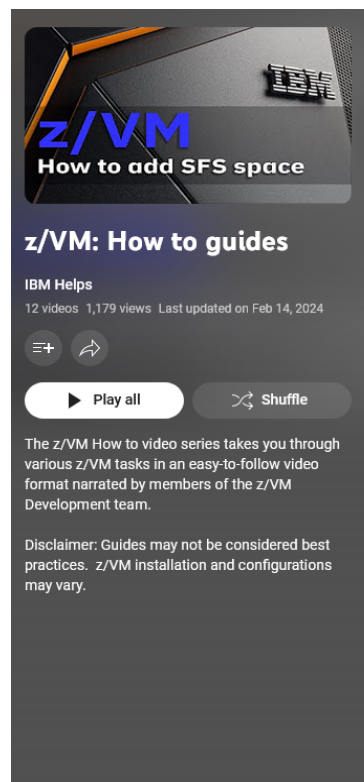 IBM
z/VM
How to add SFS space
z/VM: How to guides
IBM Helps
12 videos 1,179 views Last updated on Feb 14, 2024
Play all
Shuffle
The z/VM How to video series takes you through
various z/VM tasks in an easy-to-follow video
format narrated by members of the z/VM
Development team.
Disclaimer: Guides may not be considered best
practices.  z/VM installation and configurations
may vary.